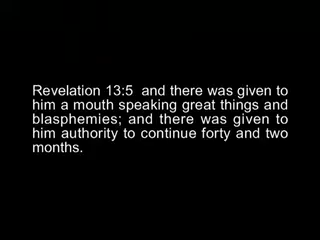 Revelation 13:5  and there was given to
him a mouth speaking great things and
blasphemies; and there was given to
him authority to continue forty and two
months.